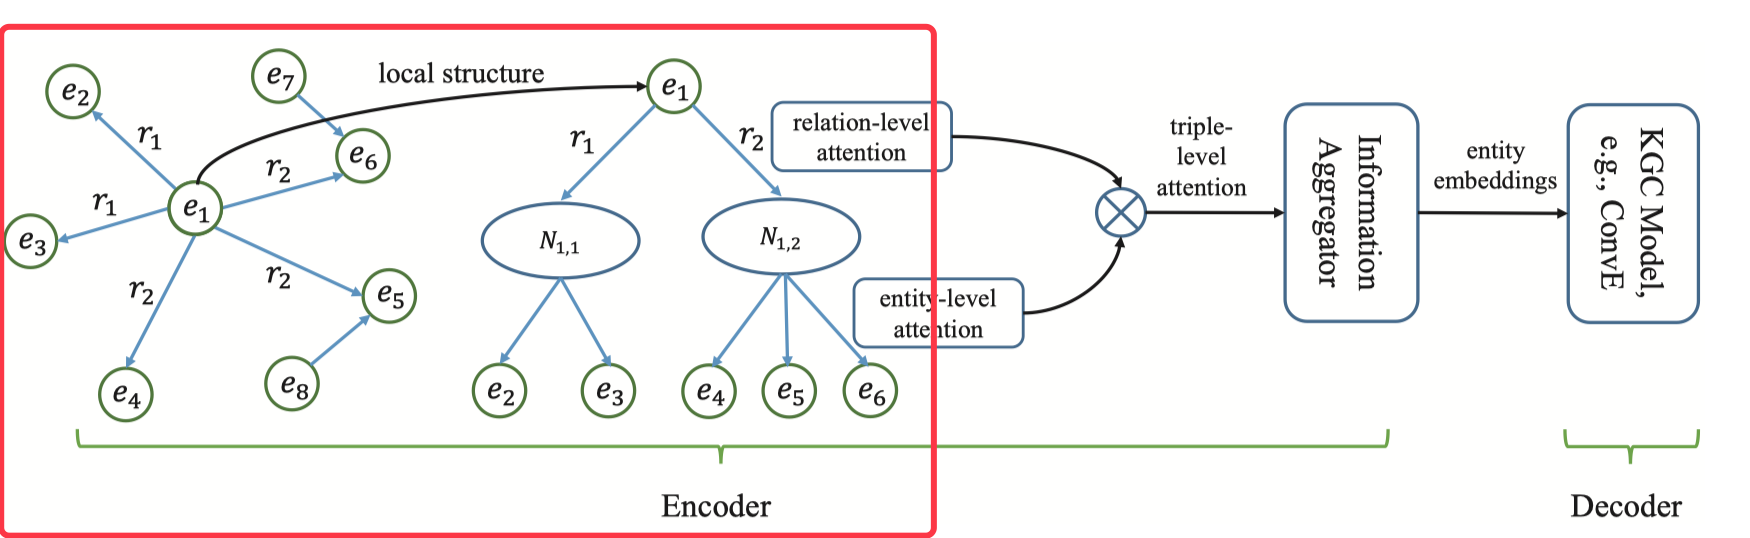 e2
e7
local structure
e1
r1
r1
r2
relation-level
attention
e6
r2
r1
e1
e3
N1,1
N1,2
r2
r2
e5
e4
e8
e2
e3
e4
e5
e6
entity-level
attention
triple-
level
attention
Information
Aggregator
entity
embeddings
KGC Model,
e.g., ConvE
Encoder
Decoder